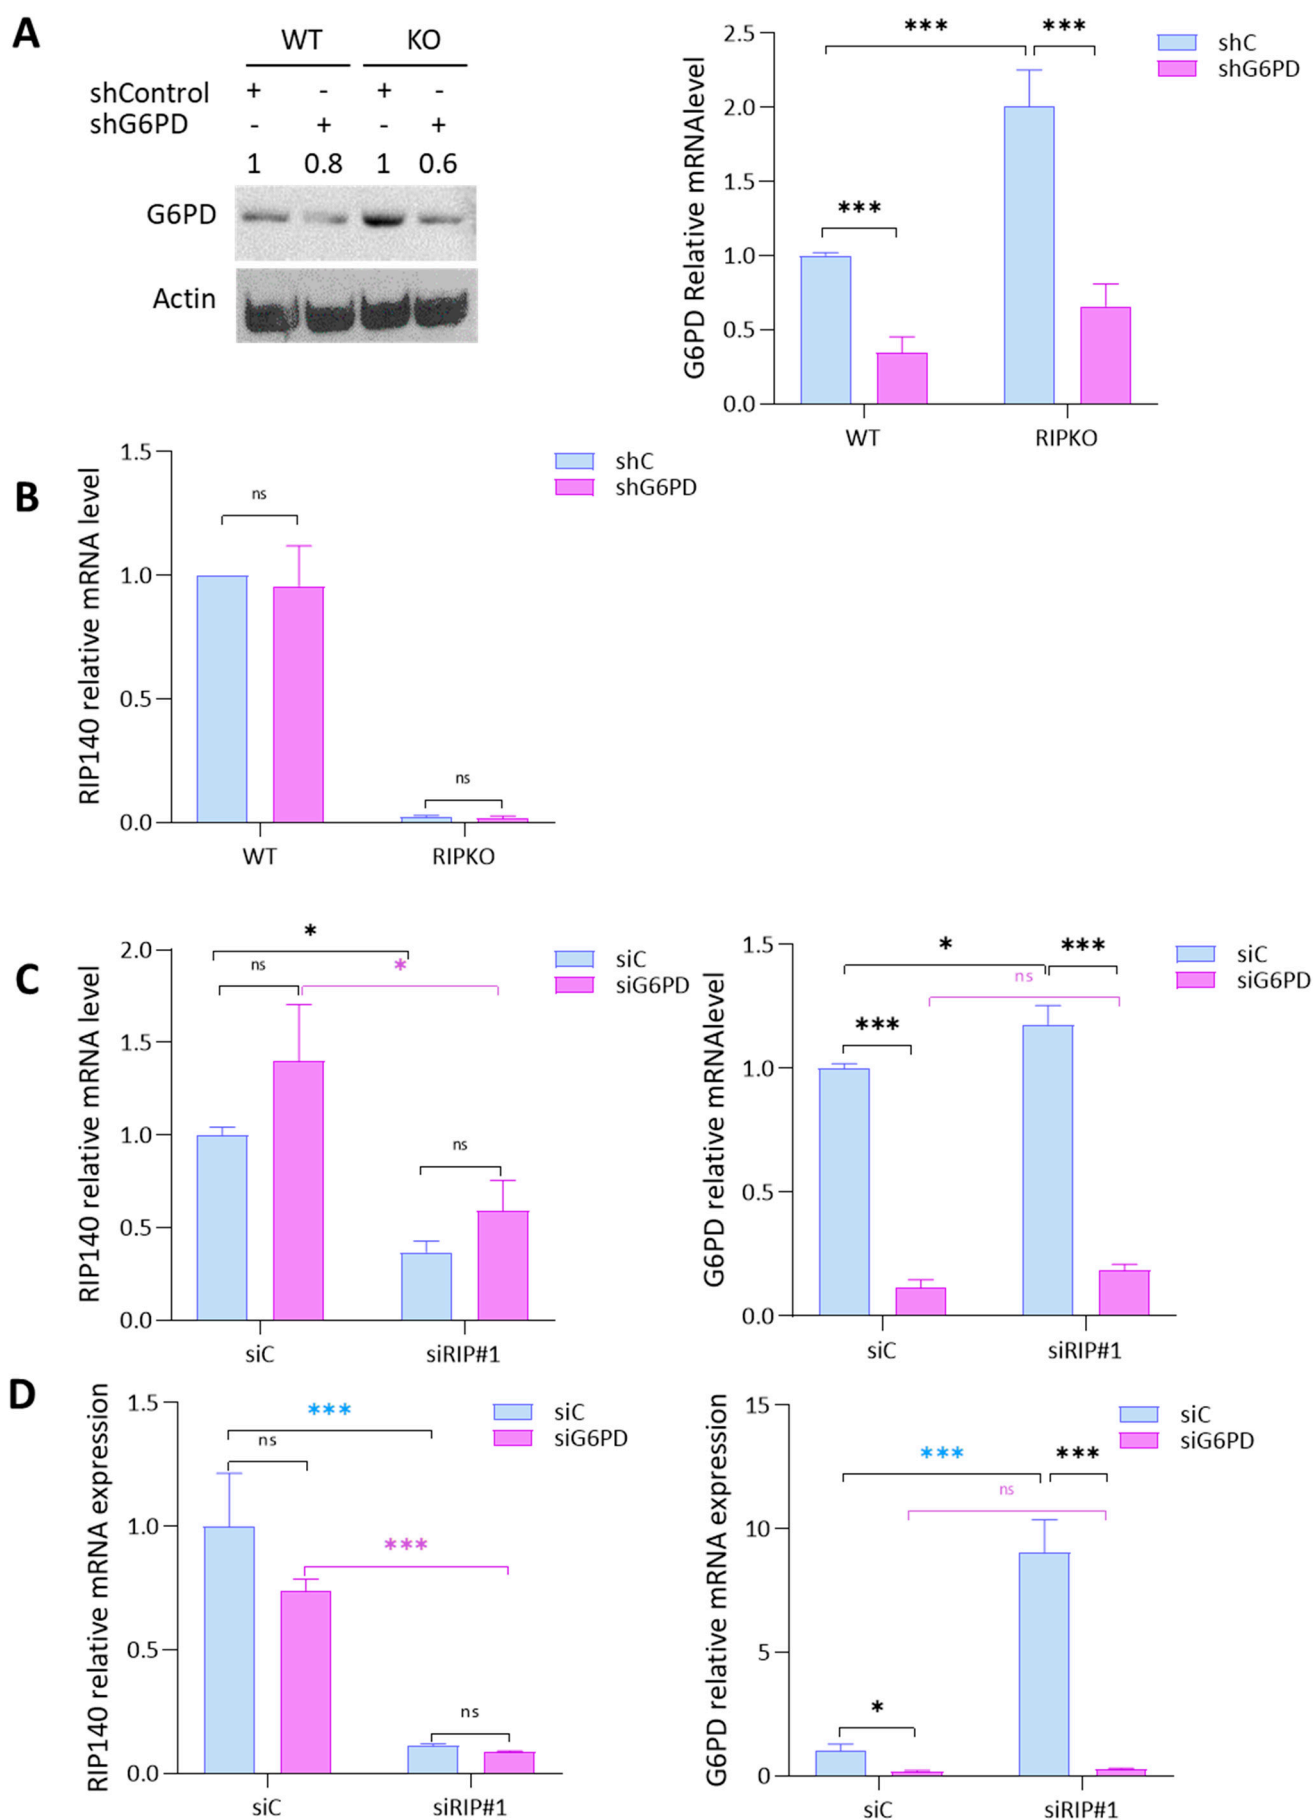 A
WT KO
shControl + - + -
shG6PD - + - +
1 0.8 1 0.6
G6PD
Actin
G6PD Relative mRNAlevel
2.5
2.0
1.5
1.0
0.5
0.0
*** ***
***
shC
shG6PD
WT RIPKO
B
RIP140 relative mRNA level
1.5
1.0
0.5
0.0
ns
ns
shC
shG6PD
WT RIPKO
C
RIP140 relative mRNA level
2.0
1.5
1.0
0.5
0.0
*
ns *
ns
siC
siG6PD
siC siRIP#1
G6PD relative mRNAlevel
1.5
1.0
0.5
0.0
* ***
ns
***
siC
siG6PD
siC siRIP#1
D
RIP140 relative mRNA expression
1.5
1.0
0.5
0.0
***
ns
***
ns
siC
siG6PD
siC siRIP#1
G6PD relative mRNA expression
15
10
5
0
*** ***
ns
*
siC
siG6PD
siC siRIP#1